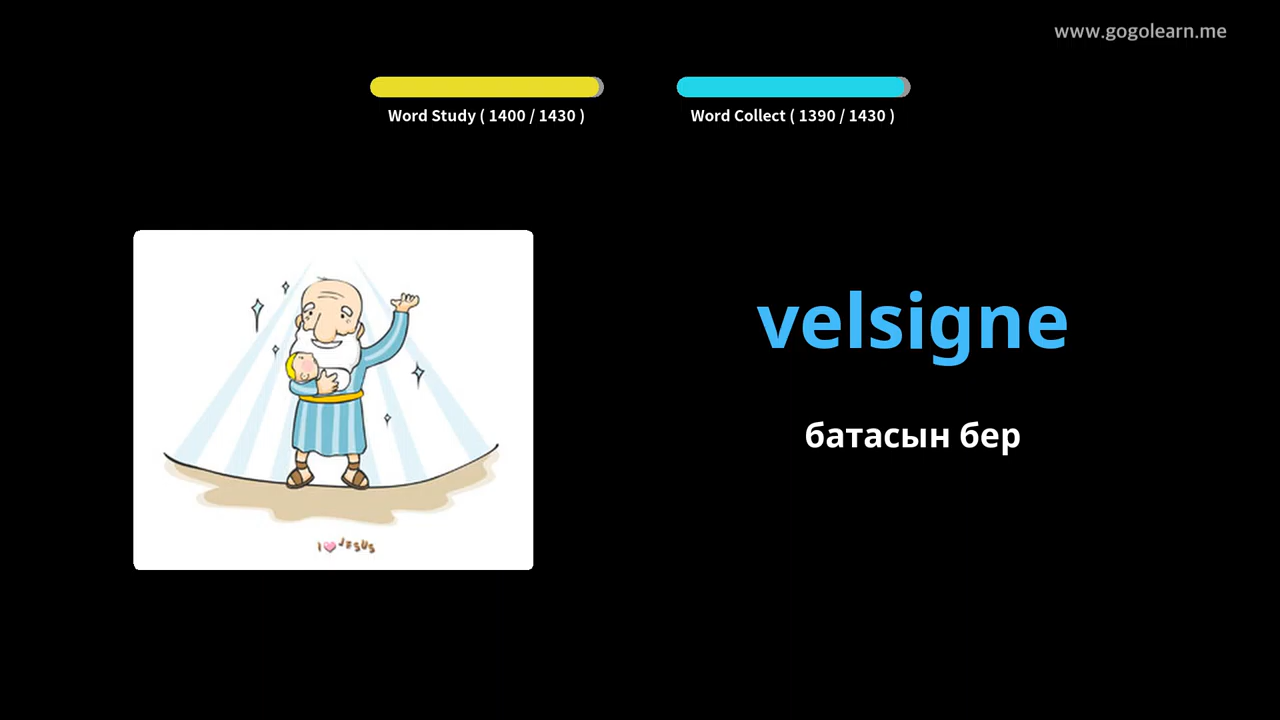 www.gogolearn.me
Word Study ( 1400 / 1430 )
Word Collect ( 1390 / 1430 )
velsigne
батасын бер
I JESUS